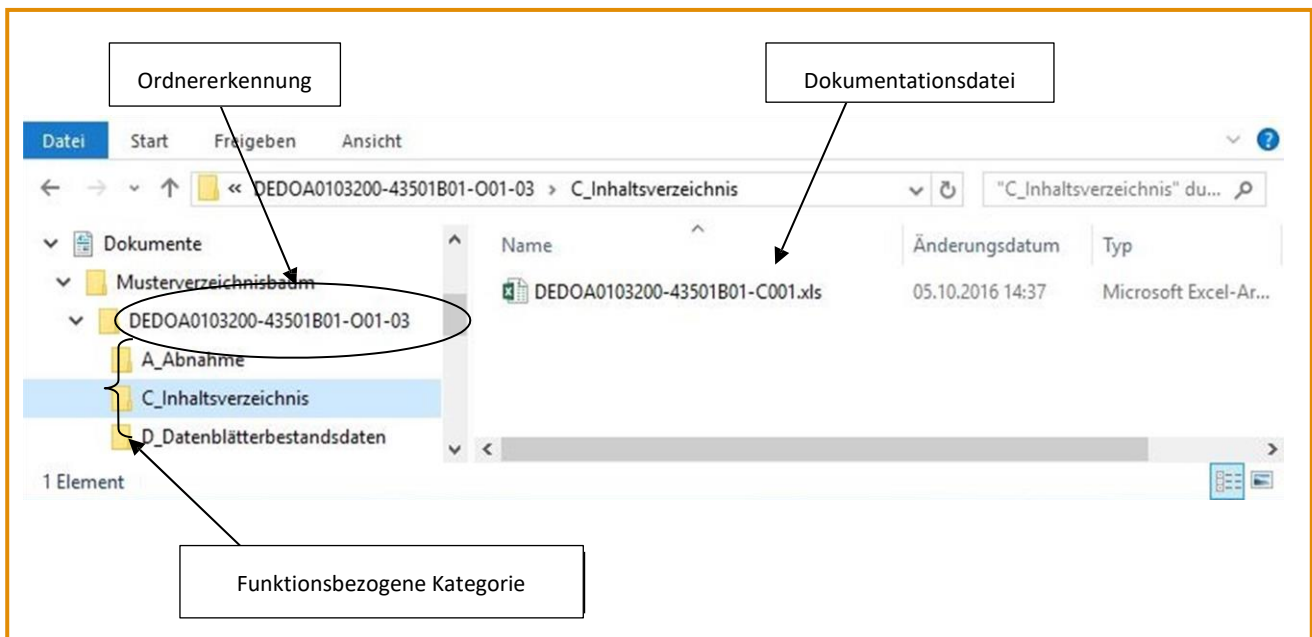 Ordnererkennung
Dokumentationsdatei
Datei Start Freigeben Ansicht
« DEDOA0103200-43501B01-O01-03 > C_Inhaltsverzeichnis
"C_Inhaltsverzeichnis" du...
Dokumente
Name Änderungsdatum Typ
Musterverzeichnisbaum
DEDOA0103200-43501B01-C001.xls 05.10.2016 14:37 Microsoft Excel-Ar...
DEDOA0103200-43501B01-O01-03
A_Abnahme
C_Inhaltsverzeichnis
D_Datenblätterbestandsdaten
1 Element
Funktionsbezogene Kategorie